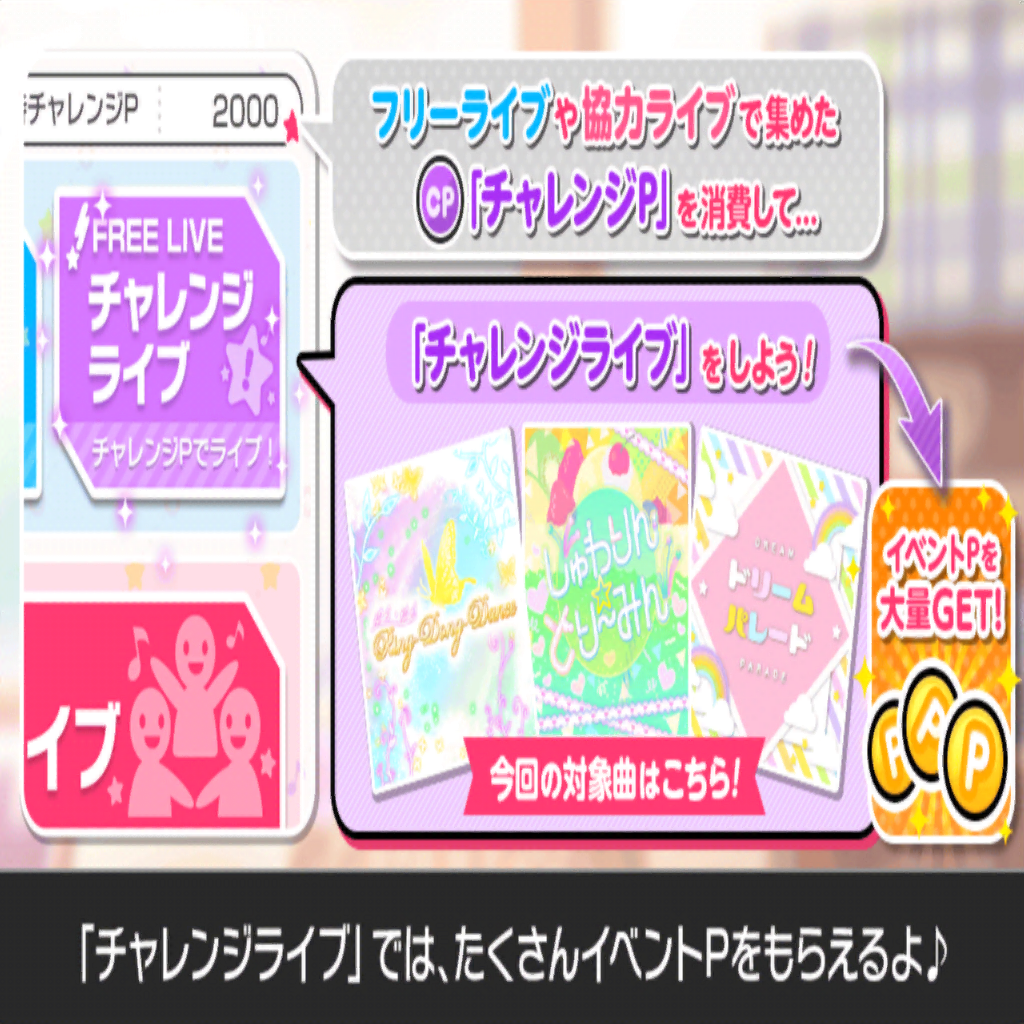 チャレンジP 2000
FREE LIVE
チャレンジ
ライブ
チャレンジPでライブ!
イブ
フリーライブや協力ライブで集めた
CP「チャレンジP」を消費して...
「チャレンジライブ」をしよう!
Ring-Dong-Dance
しゅわりん
☆
どり〜みん
DREAM
ドリーム
パレード
PARADE
今回の対象曲はこちら!
イベントPを
大量GET!
P P P
「チャレンジライブ」では、たくさんイベントPをもらえるよ♪